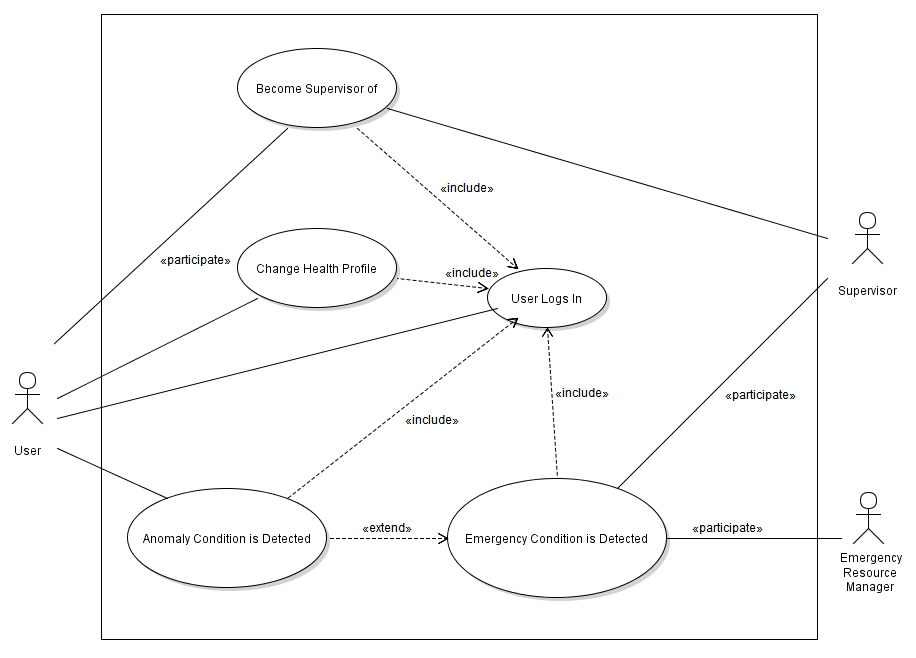 Become Supervisor of
«include»
«participate»
Change Health Profile
«include»
User Logs In
Supervisor
«include»
«participate»
«include»
User
Anomaly Condition is Detected
«extend»
Emergency Condition is Detected
«participate»
Emergency
Resource
Manager